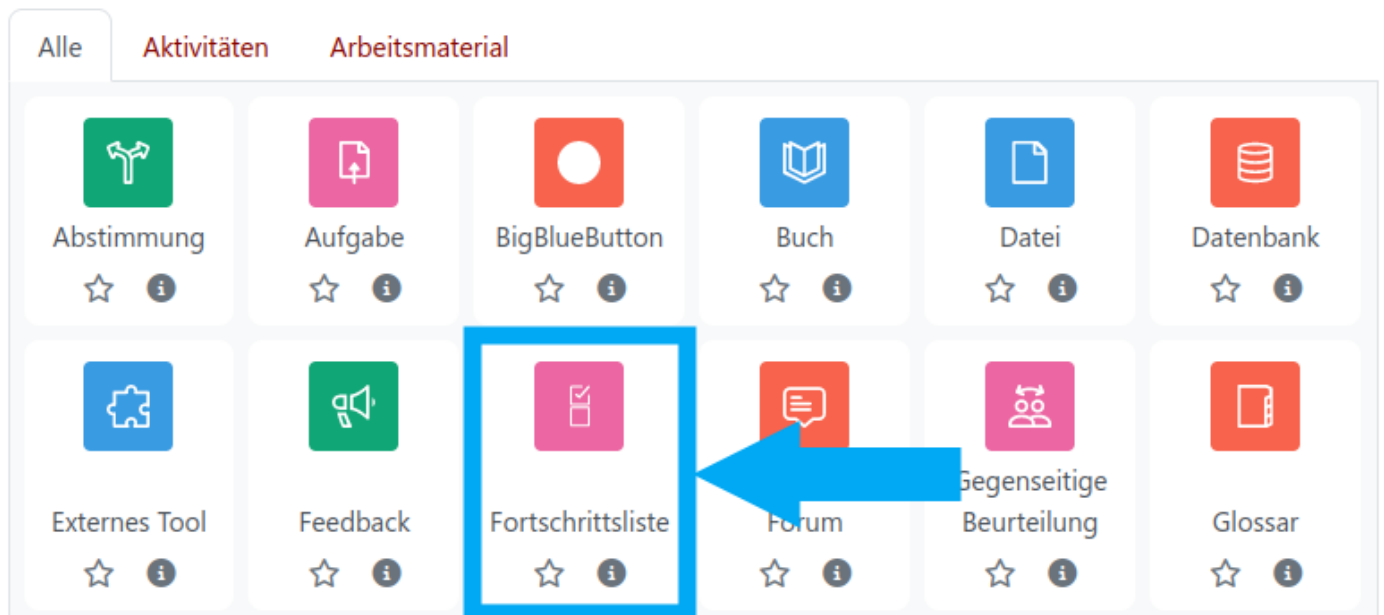 Alle Aktivitäten Arbeitsmaterial
Abstimmung Aufgabe BigBlueButton Buch Datei Datenbank
Externes Tool Feedback Fortschrittsliste Forum Gegenseitige Beurteilung Glossar